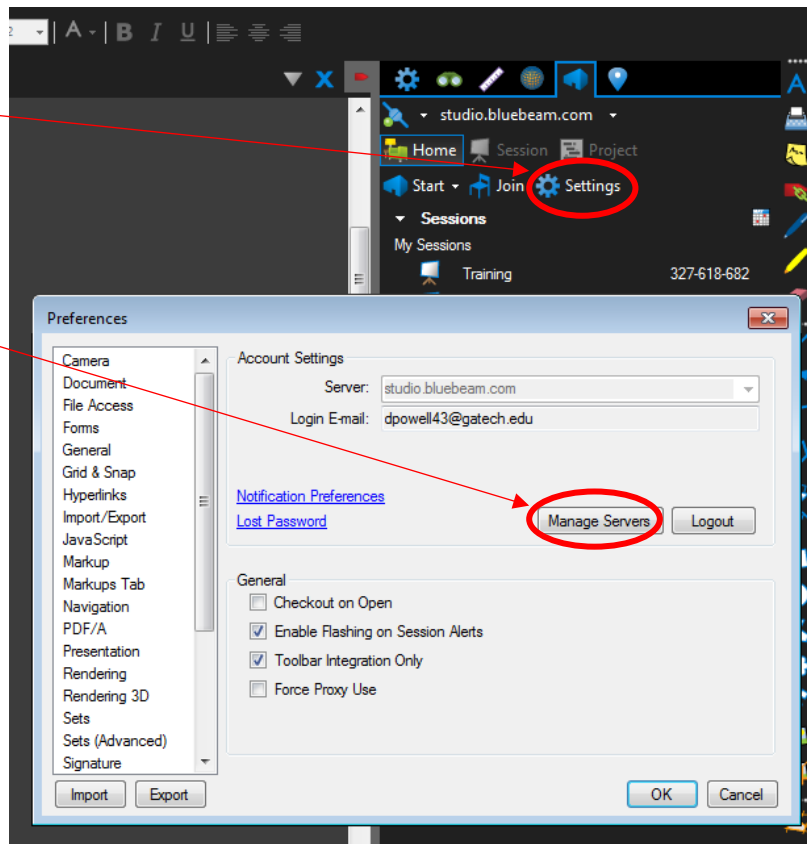 A B I U
studio.bluebeam.com
Home Session Project
Start Join Settings
Sessions
My Sessions
Training 327-618-682
Preferences
Camera
Document
File Access
Forms
General
Grid & Snap
Hyperlinks
Import/Export
JavaScript
Markup
Markups Tab
Navigation
PDF/A
Presentation
Rendering
Rendering 3D
Sets
Sets (Advanced)
Signature
Import Export
Account Settings
Server: studio.bluebeam.com
Login E-mail: dpowell43@gatech.edu
Notification Preferences
Lost Password
Manage Servers Logout
General
Checkout on Open
Enable Flashing on Session Alerts
Toolbar Integration Only
Force Proxy Use
OK Cancel